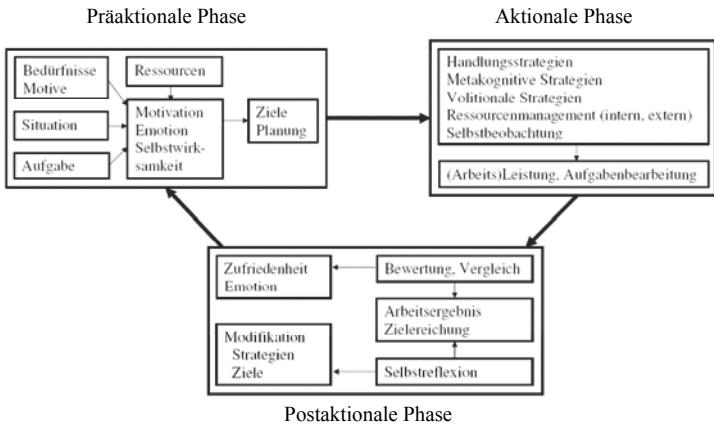 Präaktionale Phase
Bedürfnisse
Motive
Situation
Aufgabe
Ressourcen
Motivation
Emotion
Selbstwirk-
samkeit
Ziele
Planung
Aktionale Phase
Handlungsstrategien
Metakognitive Strategien
Volitionale Strategien
Ressourcenmanagement (intern, extern)
Selbstbeobachtung
(Arbeits)Leistung, Aufgabenbearbeitung
Zufriedenheit
Emotion
Bewertung, Vergleich
Arbeitsergebnis
Zielereichung
Modifikation
Strategien
Ziele
Selbstreflexion
Postaktionale Phase